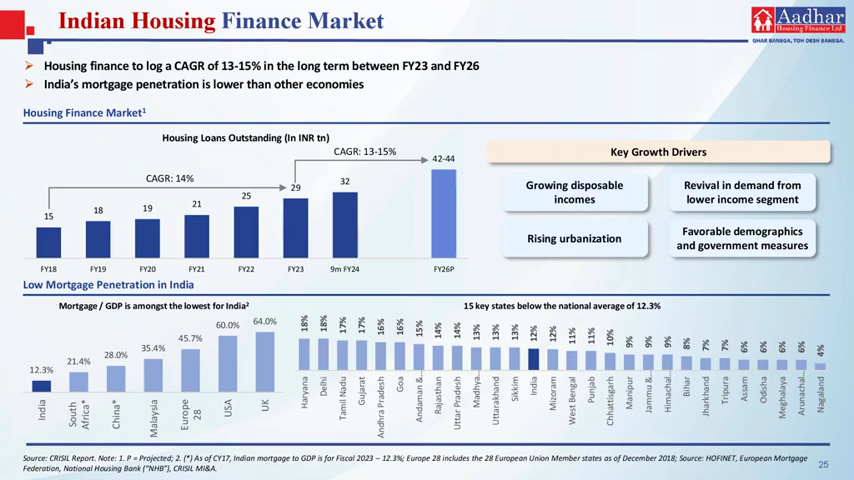 Indian Housing Finance Market
Aadhar
Housing Finance Ltd
GHAR BANEGA, TOH DESH BANEGA.
Housing finance to log a CAGR of 13-15% in the long term between FY23 and FY26
India's mortgage penetration is lower than other economies
Housing Finance Market1
Housing Loans Outstanding (In INR tn)
CAGR: 14%
CAGR: 13-15%
15
18
19
21
25
29
32
42-44
FY18
FY19
FY20
FY21
FY22
FY23
9m FY24
FY26P
Key Growth Drivers
Growing disposable
incomes
Revival in demand from
lower income segment
Rising urbanization
Favorable demographics
and government measures
Low Mortgage Penetration in India
Mortgage / GDP is amongst the lowest for India2
12.3%
21.4%
28.0%
35.4%
45.7%
60.0%
64.0%
India
South
Africa*
China*
Malaysia
Europe
28
USA
UK
15 key states below the national average of 12.3%
18%
18%
17%
17%
16%
16%
15%
14%
14%
13%
13%
13%
12%
12%
11%
11%
10%
9%
9%
9%
8%
7%
7%
6%
6%
6%
6%
4%
Haryana
Delhi
Tamil Nadu
Gujarat
Andhra Pradesh
Goa
Andaman &...
Rajasthan
Uttar Pradesh
Madhya...
Uttarakhand
Sikkim
India
Mizoram
West Bengal
Punjab
Chhattisgarh
Manipur
Jammu &...
Himachal...
Bihar
Jharkhand
Tripura
Assam
Odisha
Meghalaya
Arunachal...
Nagaland
Source: CRISIL Report. Note: 1. P = Projected; 2. (*) As of CY17, Indian mortgage to GDP is for Fiscal 2023 – 12.3%; Europe 28 includes the 28 European Union Member states as of December 2018; Source: HOFINET, European Mortgage
Federation, National Housing Bank ("NHB"), CRISIL MI&A.
25